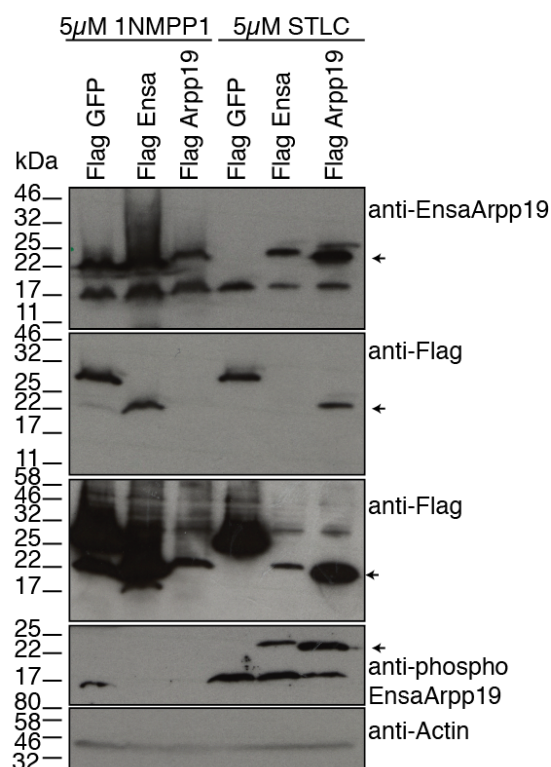 5µM 1NMPP1 5µM STLC
Flag GFP
Flag Ensa
Flag Arpp19
Flag GFP
Flag Ensa
Flag Arpp19
kDa
46
32
25
22
17
11
anti-EnsaArpp19
46
32
25
22
17
11
anti-Flag
58
46
32
25
22
17
anti-Flag
25
22
17
anti-phospho
EnsaArpp19
80
58
46
32
anti-Actin